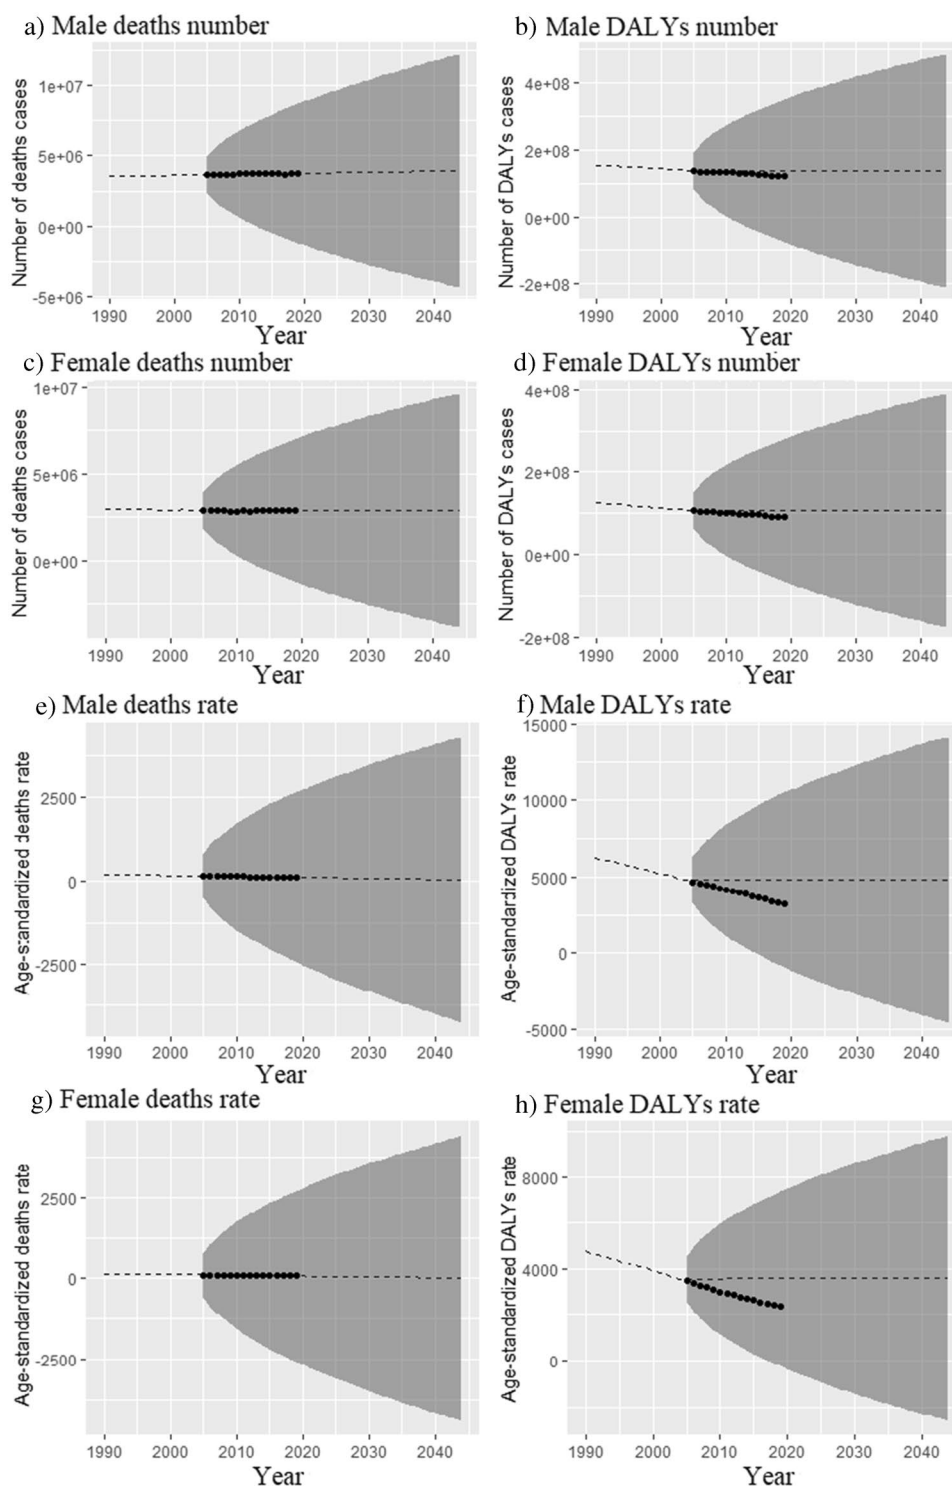 a) Male deaths number
Number of deaths cases
1e+07
5e+06
0e+00
-5e+06
1990 2000 2010 2020 2030 2040
Year
b) Male DALYs number
Number of DALYs cases
4e+08
2e+08
0e+00
-2e+08
1990 2000 2010 2020 2030 2040
Year
c) Female deaths number
Number of deaths cases
1e+07
5e+06
0e+00
1990 2000 2010 2020 2030 2040
Year
d) Female DALYs number
Number of DALYs cases
4e+08
2e+08
0e+00
-2e+08
1990 2000 2010 2020 2030 2040
Year
e) Male deaths rate
Age-standardized deaths rate
2500
0
-2500
1990 2000 2010 2020 2030 2040
Year
f) Male DALYs rate
Age-standardized DALYs rate
15000
10000
5000
0
-5000
1990 2000 2010 2020 2030 2040
Year
g) Female deaths rate
Age-standardized deaths rate
2500
0
-2500
1990 2000 2010 2020 2030 2040
Year
h) Female DALYs rate
Age-standardized DALYs rate
8000
4000
0
1990 2000 2010 2020 2030 2040
Year